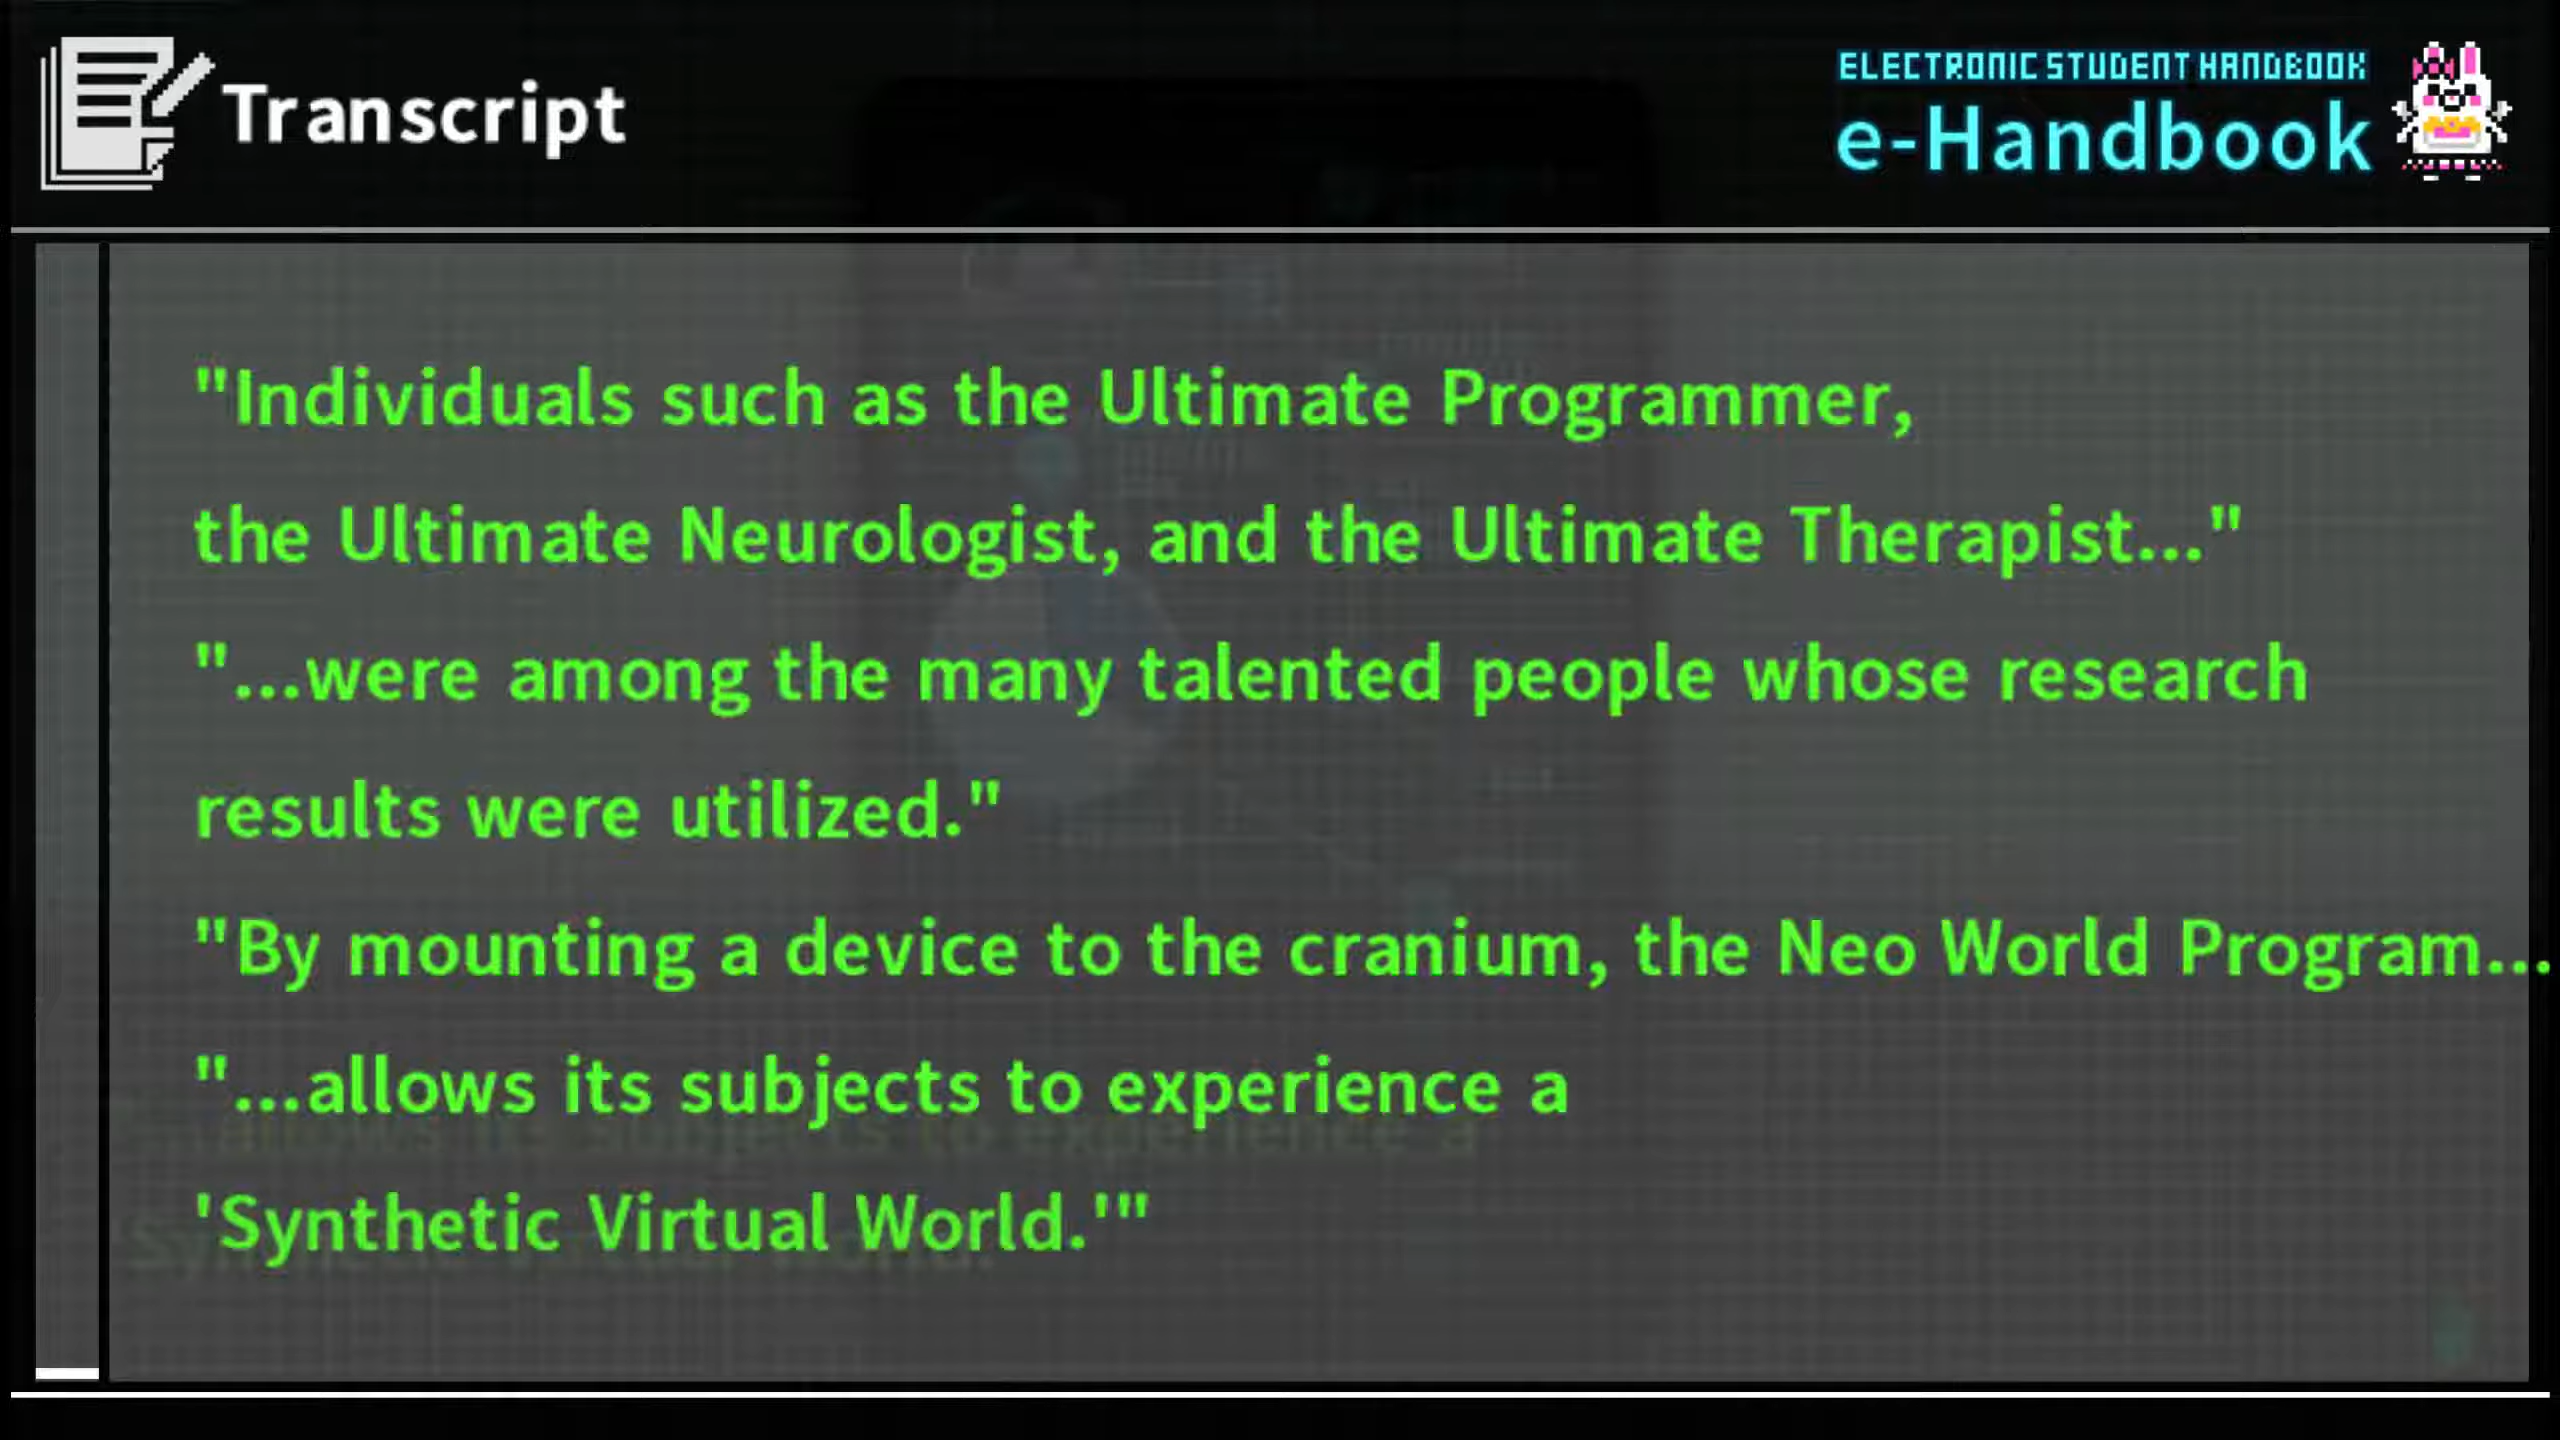 Transcript
ELECTRONIC STUDENT HANDBOOK
e-Handbook
"Individuals such as the Ultimate Programmer,
the Ultimate Neurologist, and the Ultimate Therapist..."
"...were among the many talented people whose research
results were utilized."
"By mounting a device to the cranium, the Neo World Program...
"...allows its subjects to experience a
'Synthetic Virtual World.'"